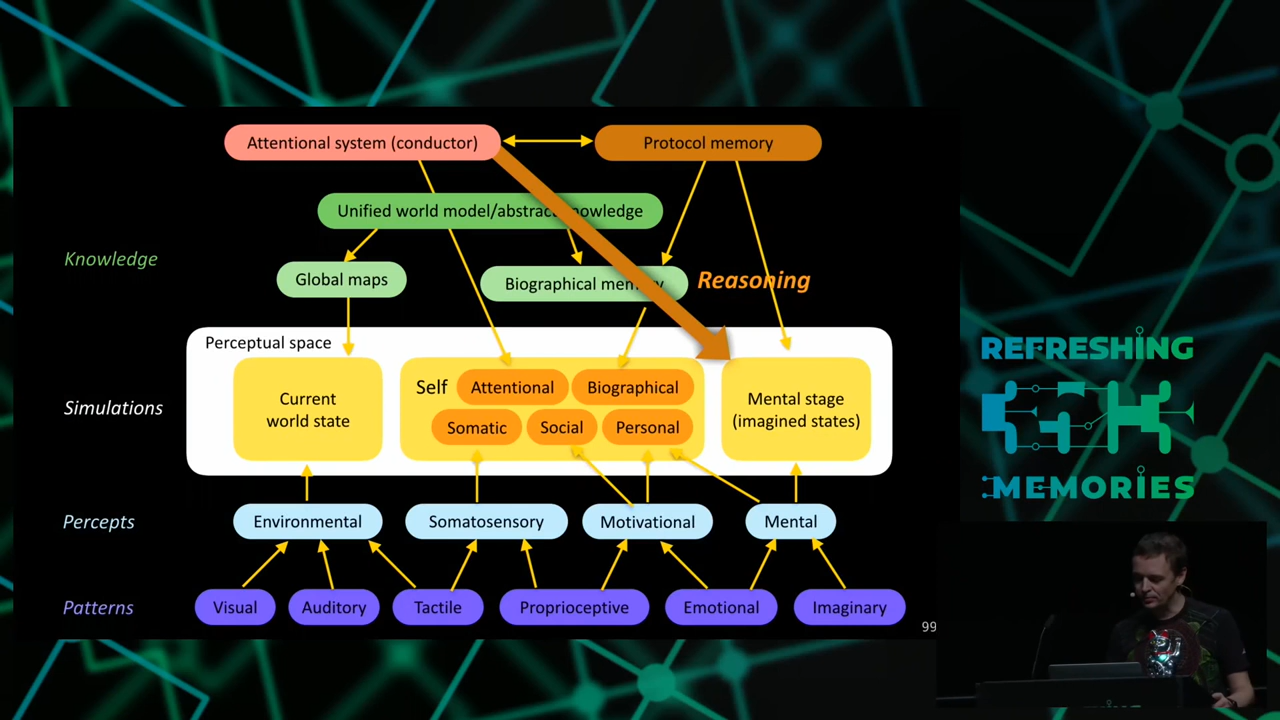 Attentional system (conductor)
Protocol memory
Unified world model/abstract knowledge
Knowledge
Global maps
Biographical memory
Reasoning
Perceptual space
Simulations
Current
world state
Self
Attentional
Biographical
Somatic
Social
Personal
Mental stage
(imagined states)
Percepts
Environmental
Somatosensory
Motivational
Mental
Patterns
Visual
Auditory
Tactile
Proprioceptive
Emotional
Imaginary
99
REFRESHING
MEMORIES